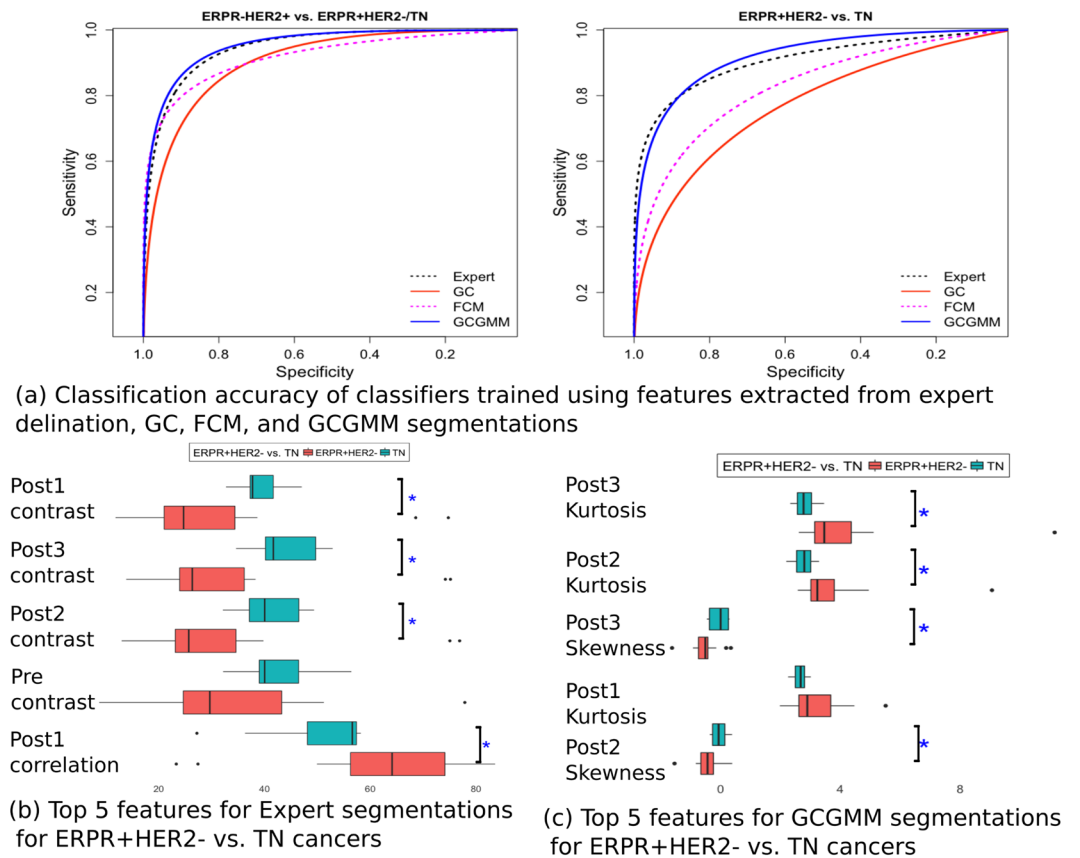 ERPR-HER2+ vs. ERPR+HER2-/TN
1.0
0.8
0.6
0.4
0.2
Sensitivity
Expert
GC
FCM
GCGMM
1.0 0.8 0.6 0.4 0.2
Specificity
ERPR+HER2- vs. TN
1.0
0.8
0.6
0.4
0.2
Sensitivity
Expert
GC
FCM
GCGMM
1.0 0.8 0.6 0.4 0.2
Specificity
(a) Classification accuracy of classifiers trained using features extracted from expert
delination, GC, FCM, and GCGMM segmentations
ERPR+HER2- vs. TN ERPR+HER2- TN
Post1
contrast
*
Post3
contrast
*
Post2
contrast
*
Pre
contrast
Post1
correlation
*
20 40 60 80
(b) Top 5 features for Expert segmentations
for ERPR+HER2- vs. TN cancers
ERPR+HER2- vs. TN ERPR+HER2- TN
Post3
Kurtosis
*
Post2
Kurtosis
*
Post3
Skewness
*
Post1
Kurtosis
Post2
Skewness
*
0 4 8
(c) Top 5 features for GCGMM segmentations
for ERPR+HER2- vs. TN cancers